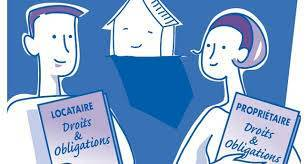 LOCATAIRE
Droits
&
Obligations
PROPRIÉTAIRE
Droits
&
Obligations